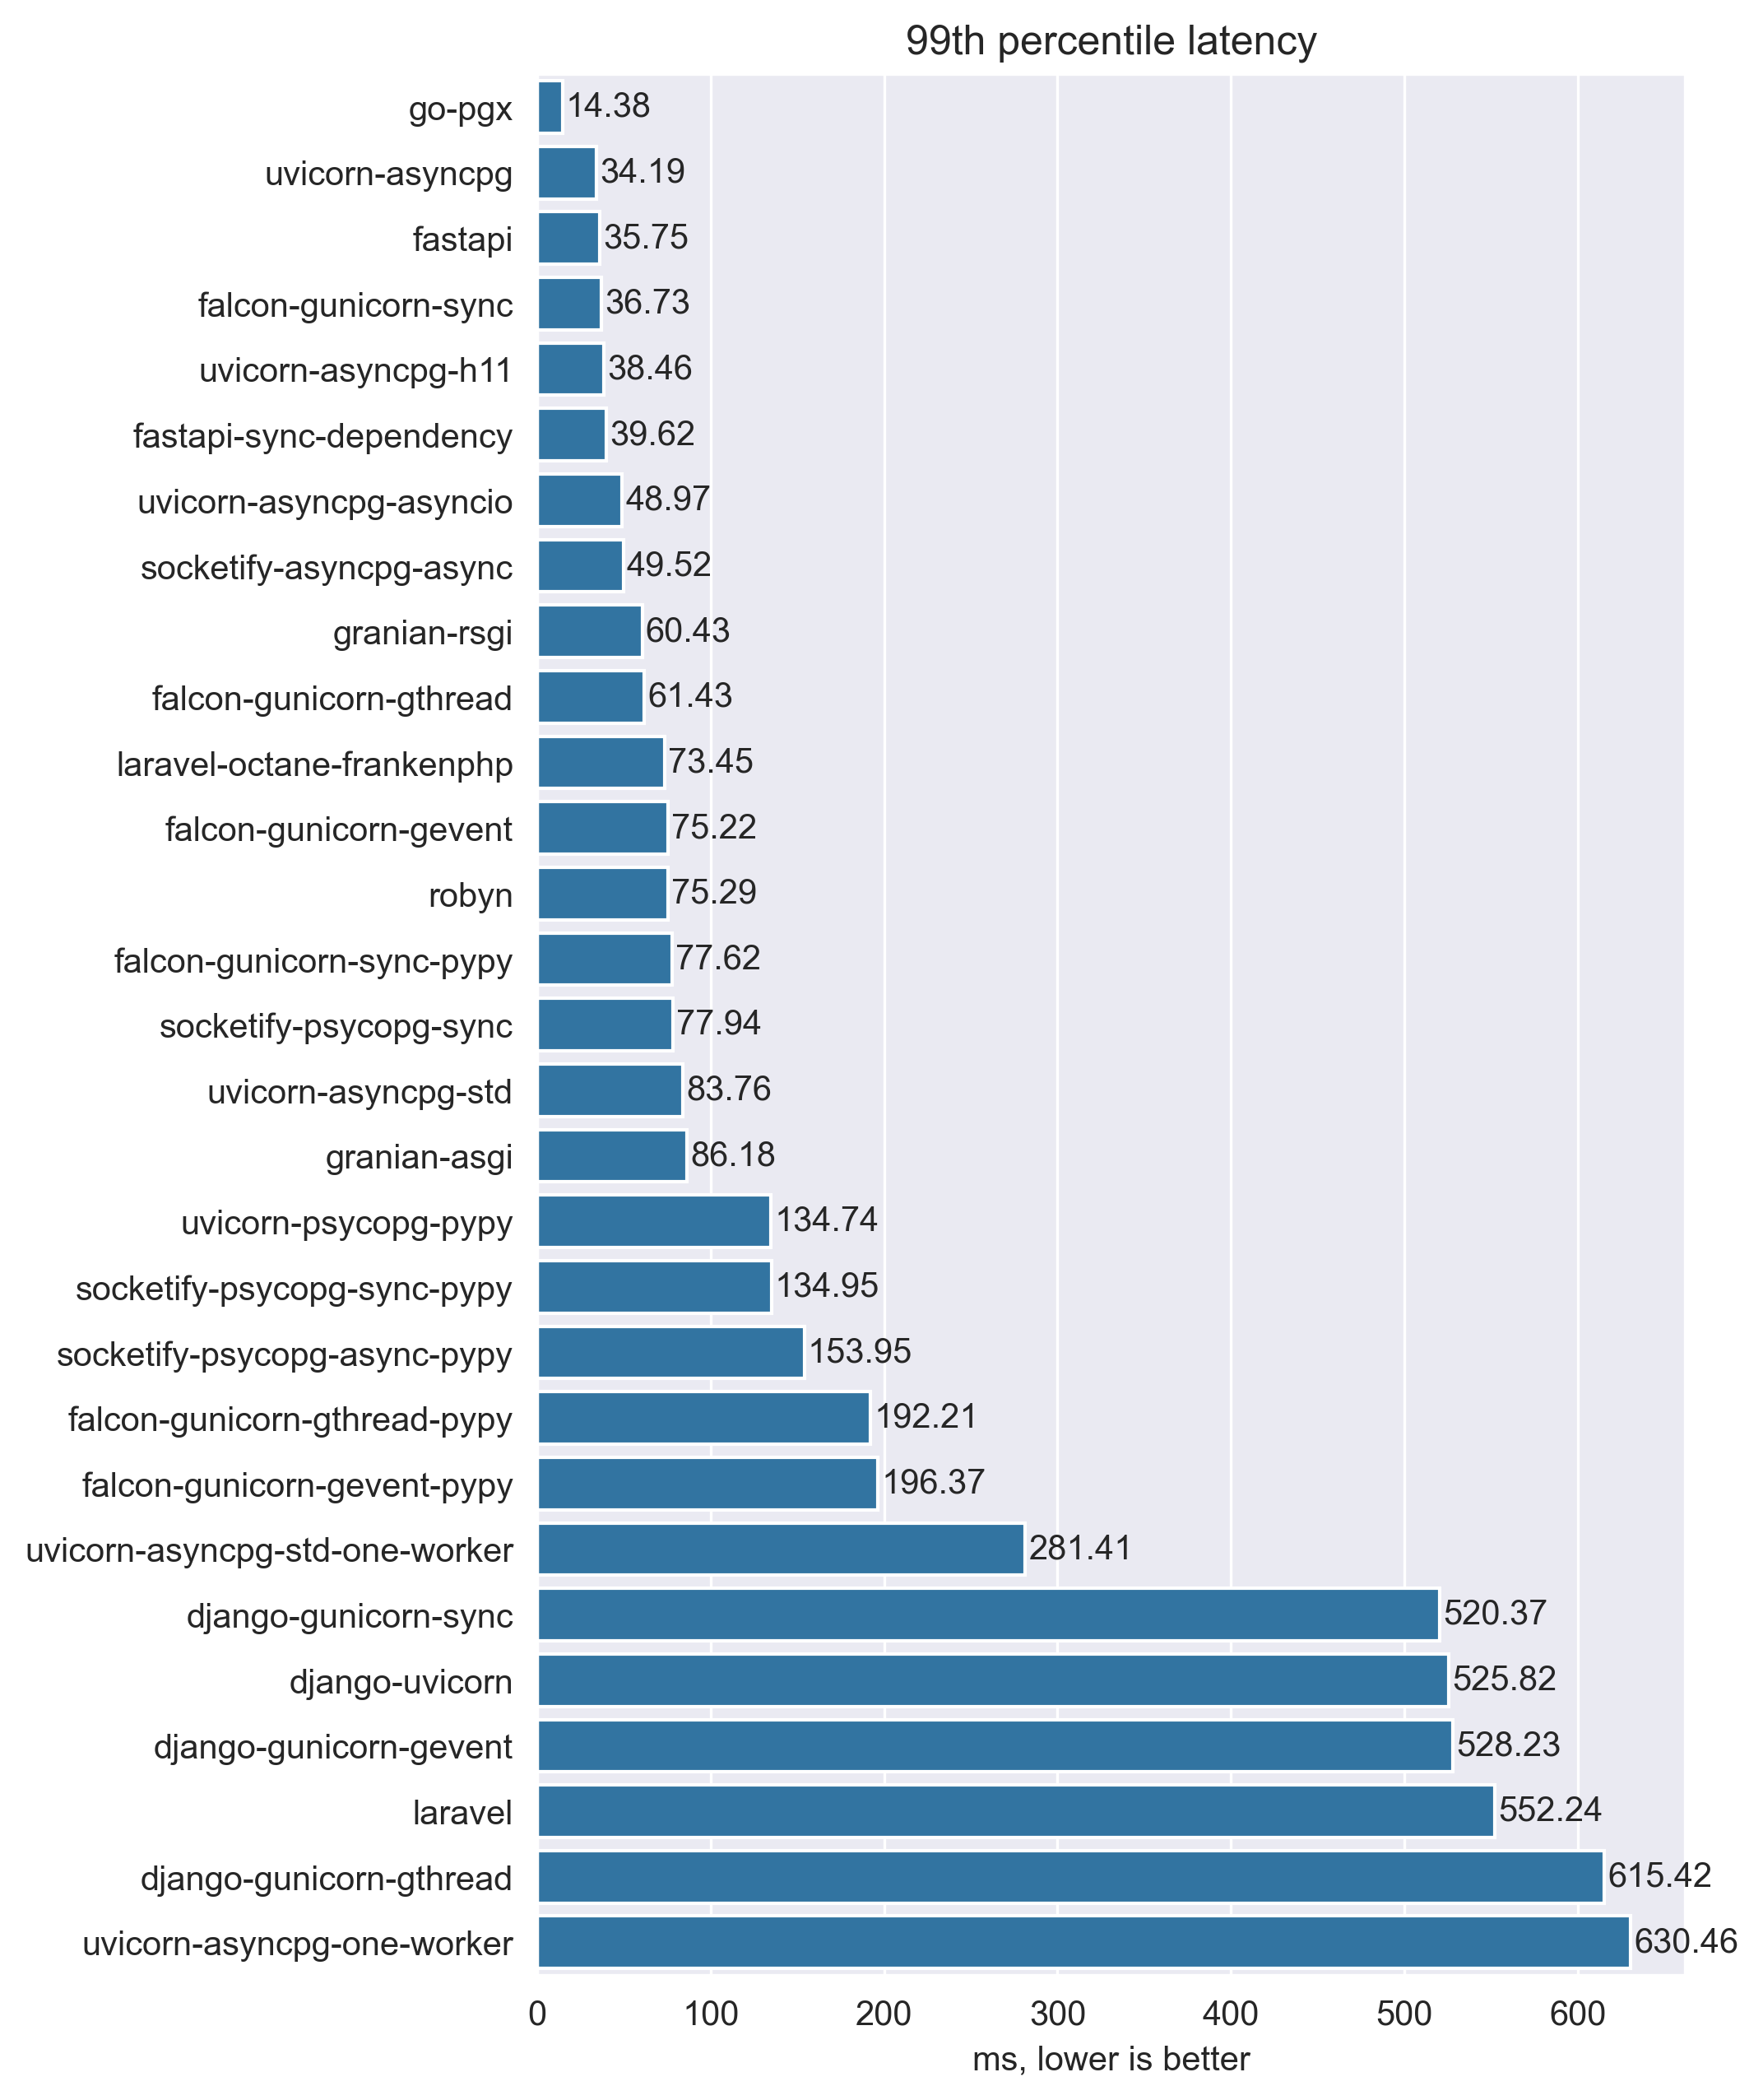 99th percentile latency
go-pgx 14.38
uvicorn-asyncpg 34.19
fastapi 35.75
falcon-gunicorn-sync 36.73
uvicorn-asyncpg-h11 38.46
fastapi-sync-dependency 39.62
uvicorn-asyncpg-asyncio 48.97
socketify-asyncpg-async 49.52
granian-rsgi 60.43
falcon-gunicorn-gthread 61.43
laravel-octane-frankenphp 73.45
falcon-gunicorn-gevent 75.22
robyn 75.29
falcon-gunicorn-sync-pypy 77.62
socketify-psycopg-sync 77.94
uvicorn-asyncpg-std 83.76
granian-asgi 86.18
uvicorn-psycopg-pypy 134.74
socketify-psycopg-sync-pypy 134.95
socketify-psycopg-async-pypy 153.95
falcon-gunicorn-gthread-pypy 192.21
falcon-gunicorn-gevent-pypy 196.37
uvicorn-asyncpg-std-one-worker 281.41
django-gunicorn-sync 520.37
django-uvicorn 525.82
django-gunicorn-gevent 528.23
laravel 552.24
django-gunicorn-gthread 615.42
uvicorn-asyncpg-one-worker 630.46
0 100 200 300 400 500 600
ms, lower is better